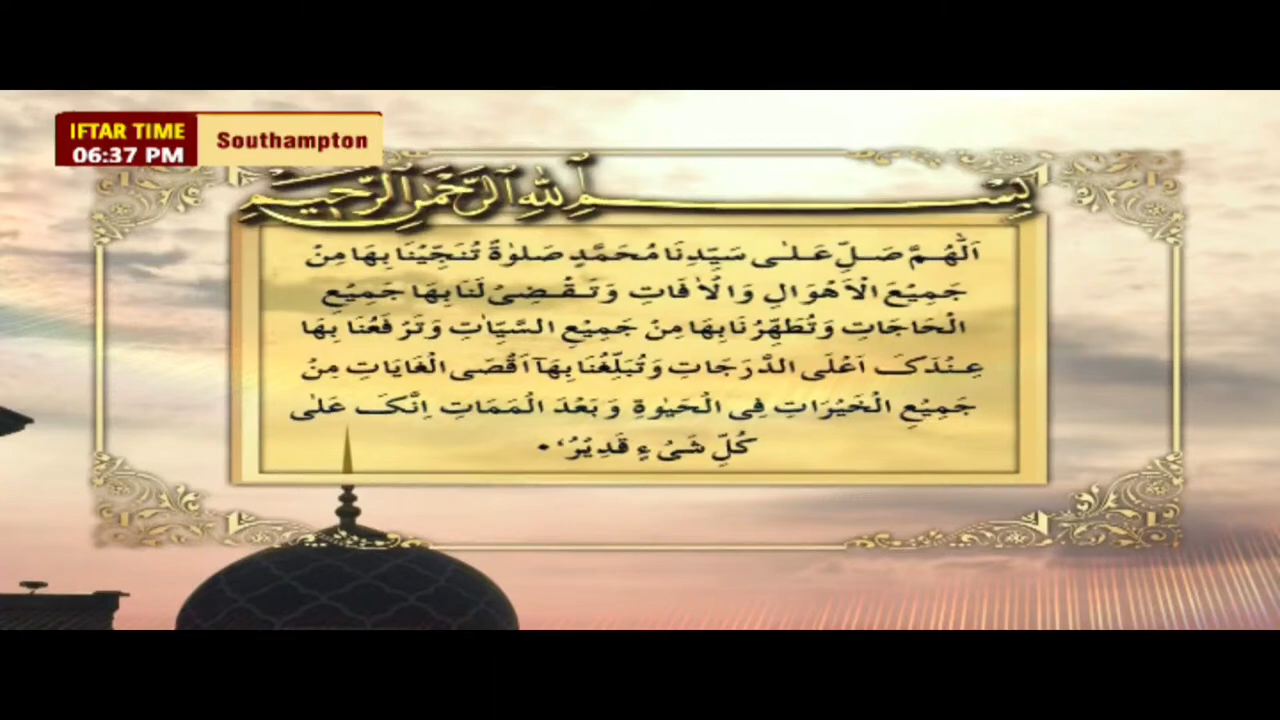 IFTAR TIME
06:37 PM
Southampton
بِسْمِ اللهِ الرَّحْمٰنِ الرَّحِيْمِ
اَللّٰهُمَّ صَلِّ عَلٰى سَيِّدِنَا مُحَمَّدٍ صَلٰوةً تُنَجِّيْنَا بِهَا مِنْ
جَمِيْعِ الْاَهْوَالِ وَالْاٰفَاتِ وَتَقْضِىْ لَنَا بِهَا جَمِيْعِ
الْحَاجَاتِ وَتُطَهِّرُنَا بِهَا مِنْ جَمِيْعِ السَّيِّاٰتِ وَتَرْفَعُنَا بِهَا
عِنْدَكَ اَعْلَى الدَّرَجَاتِ وَتُبَلِّغُنَا بِهَآ اَقْصَى الْغَايَاتِ مِنْ
جَمِيْعِ الْخَيْرَاتِ فِى الْحَيٰوةِ وَبَعْدَ الْمَمَاتِ اِنَّكَ عَلٰى
كُلِّ شَىْءٍ قَدِيْرٌ